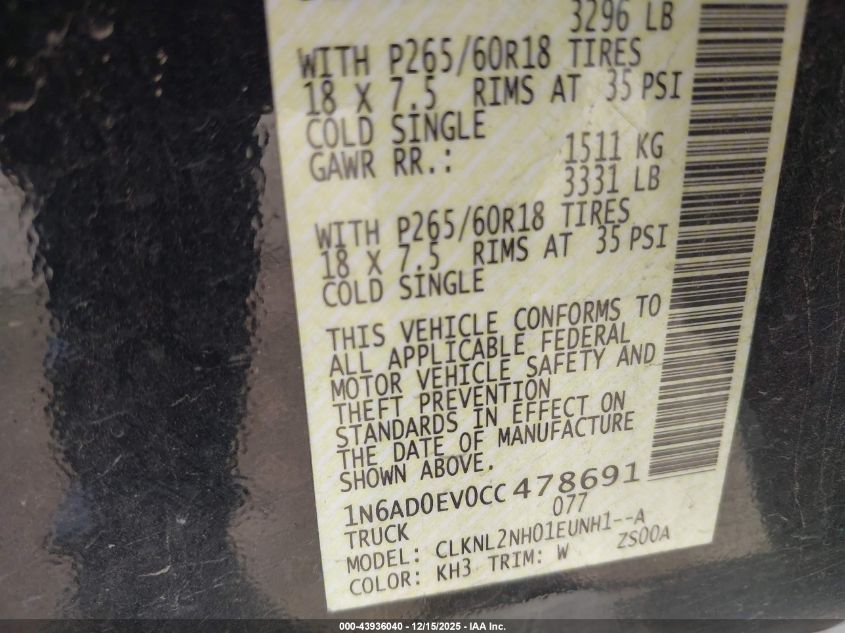 3296 LB
WITH P265/60R18 TIRES
18 X 7.5 RIMS AT 35 PSI
COLD SINGLE
GAWR RR.: 1511 KG
3331 LB
WITH P265/60R18 TIRES
18 X 7.5 RIMS AT 35 PSI
COLD SINGLE
THIS VEHICLE CONFORMS TO
ALL APPLICABLE FEDERAL
MOTOR VEHICLE SAFETY AND
THEFT PREVENTION
STANDARDS IN EFFECT ON
THE DATE OF MANUFACTURE
SHOWN ABOVE.
1N6AD0EV0CC478691
TRUCK 077
MODEL: CLKNL2NH01EUNH1--A
COLOR: KH3 TRIM: W ZS00A
000-43936040 - 12/15/2025 - IAA Inc.